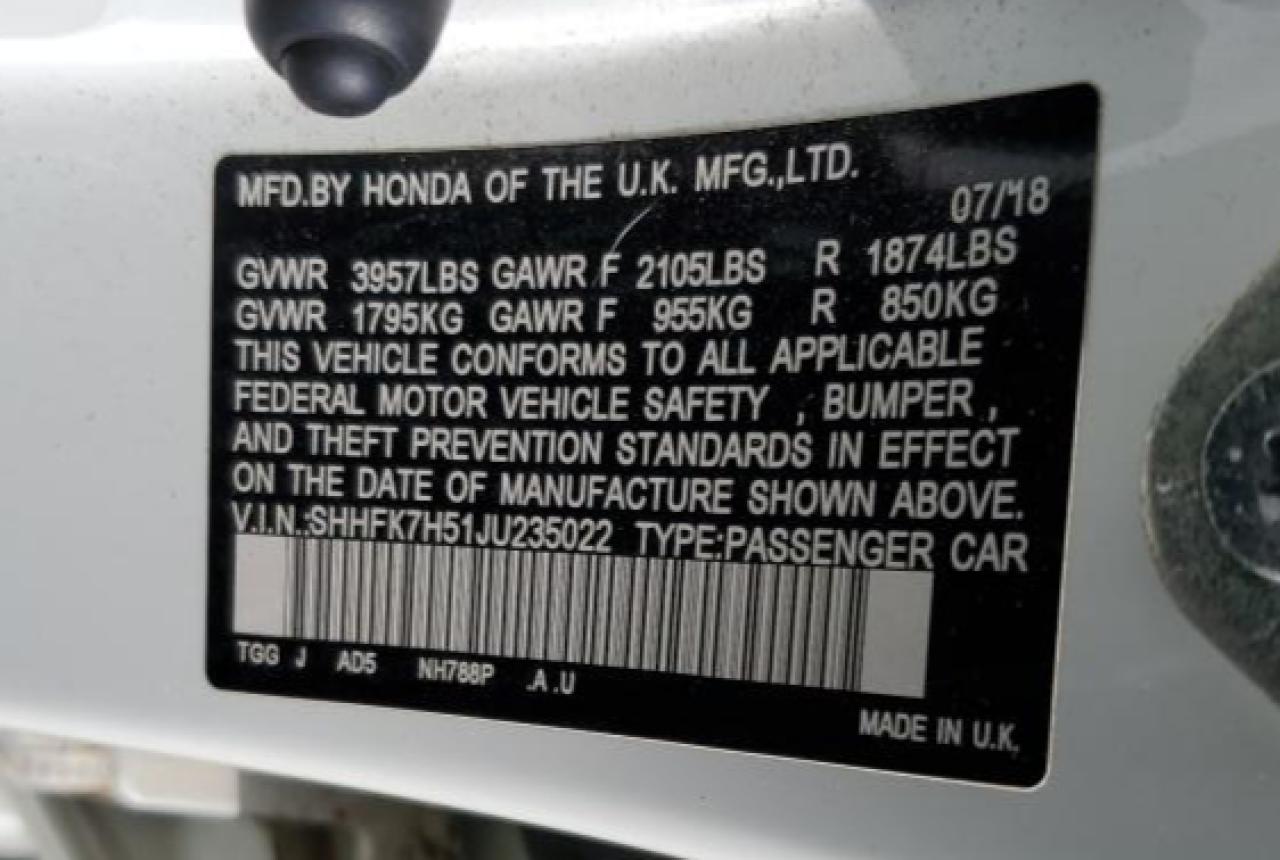 MFD.BY HONDA OF THE U.K. MFG.,LTD.
07/18
GVWR 3957LBS GAWR F 2105LBS R 1874LBS
GVWR 1795KG GAWR F 955KG R 850KG
THIS VEHICLE CONFORMS TO ALL APPLICABLE
FEDERAL MOTOR VEHICLE SAFETY , BUMPER ,
AND THEFT PREVENTION STANDARDS IN EFFECT
ON THE DATE OF MANUFACTURE SHOWN ABOVE.
V.I.N.:SHHFK7H51JU235022 TYPE:PASSENGER CAR
TGG J AD5 NH788P .A .U
MADE IN U.K.